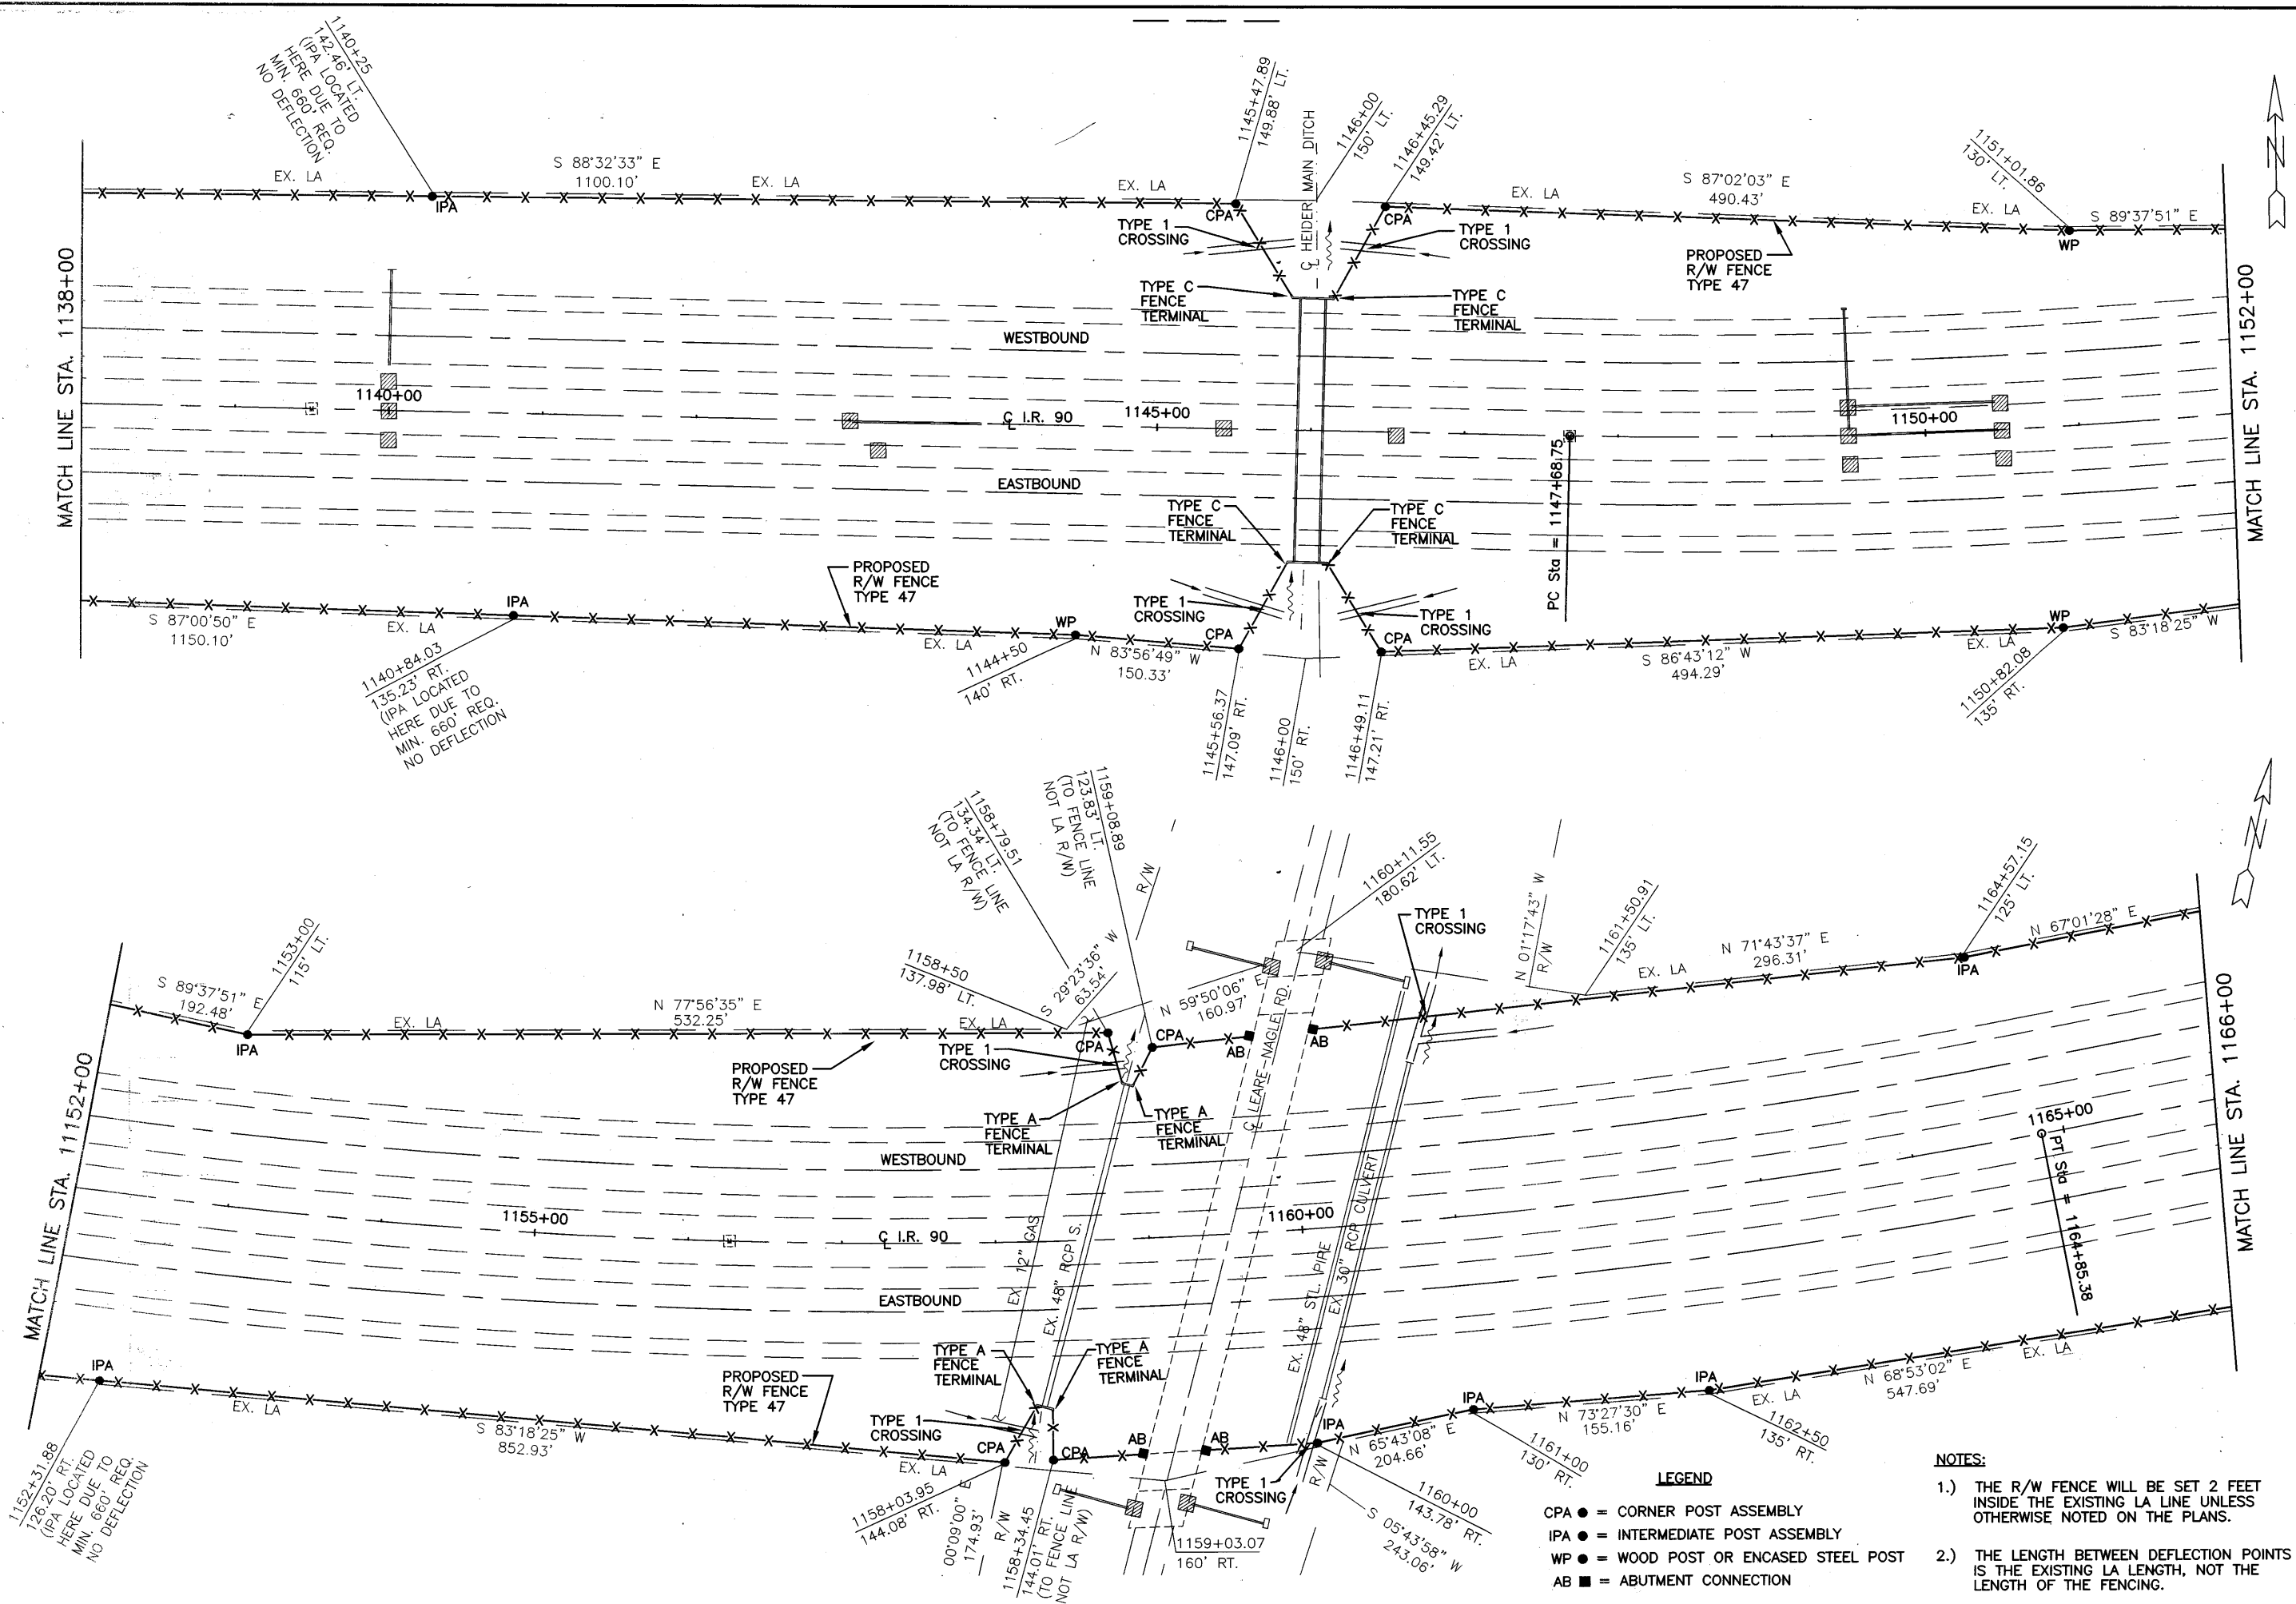 1140+25
142.46' LT.
(IPA LOCATED
HERE DUE TO
MIN. 660' REQ.
NO DEFLECTION
1145+47.89
149.88' LT.
℄ HEIDER MAIN DITCH
1146+00
150' LT.
1146+45.29
149.42' LT.
1151+01.86
130' LT.
N
EX. LA
S 88°32'33" E
1100.10'
EX. LA
EX. LA
EX. LA
S 87°02'03" E
490.43'
EX. LA
S 89°37'51" E
IPA
CPA
CPA
WP
TYPE 1
CROSSING
TYPE 1
CROSSING
PROPOSED
R/W FENCE
TYPE 47
TYPE C
FENCE
TERMINAL
TYPE C
FENCE
TERMINAL
MATCH LINE STA. 1138+00
MATCH LINE STA. 1152+00
WESTBOUND
1140+00
℄ I.R. 90
1145+00
1150+00
PC Sta = 1147+68.75
EASTBOUND
TYPE C
FENCE
TERMINAL
TYPE C
FENCE
TERMINAL
PROPOSED
R/W FENCE
TYPE 47
TYPE 1
CROSSING
TYPE 1
CROSSING
IPA
WP
CPA
CPA
WP
S 87°00'50" E
1150.10'
EX. LA
EX. LA
N 83°56'49" W
150.33'
EX. LA
S 86°43'12" W
494.29'
EX. LA
S 83°18'25" W
1140+84.03
135.23' RT.
(IPA LOCATED
HERE DUE TO
MIN. 660' REQ.
NO DEFLECTION
1144+50
140' RT.
1145+56.37
147.09' RT.
1146+00
150' RT.
1146+49.11
147.21' RT.
1150+82.08
135' RT.
N
1153+00
115' LT.
1158+50
137.98' LT.
1158+79.51
134.34' LT.
(TO FENCE LINE
NOT LA R/W)
1159+08.89
123.83' LT.
(TO FENCE LINE
NOT LA R/W)
R/W
1160+11.55
180.62' LT.
TYPE 1
CROSSING
N 01°17'43" W
R/W
1161+50.91
135' LT.
1164+57.15
125' LT.
S 89°37'51" E
192.48'
N 77°56'35" E
532.25'
EX. LA
EX. LA
S 29°23'36" W
63.54'
N 59°50'06" E
160.97'
EX. LA
N 71°43'37" E
296.31'
N 67°01'28" E
IPA
CPA
CPA
AB
AB
IPA
TYPE 1
CROSSING
PROPOSED
R/W FENCE
TYPE 47
TYPE A
FENCE
TERMINAL
TYPE A
FENCE
TERMINAL
℄ LEARE-NAGLE RD.
MATCH LINE STA. 11152+00
MATCH LINE STA. 1166+00
WESTBOUND
1155+00
℄ I.R. 90
1160+00
1165+00
PT Sta = 1164+85.38
EX. 12" GAS
EX. 48" RCP S.
EX. 48" STL. PIPE
EX. 30" RCP CULVERT
EASTBOUND
TYPE A
FENCE
TERMINAL
TYPE A
FENCE
TERMINAL
PROPOSED
R/W FENCE
TYPE 47
TYPE 1
CROSSING
IPA
EX. LA
S 83°18'25" W
852.93'
EX. LA
CPA
CPA
AB
AB
TYPE 1
CROSSING
IPA
IPA
IPA
R/W
N 65°43'08" E
204.66'
N 73°27'30" E
155.16'
EX. LA
N 68°53'02" E
547.69'
EX. LA
1152+31.88
126.20' RT.
(IPA LOCATED
HERE DUE TO
MIN. 660' REQ.
NO DEFLECTION
1158+03.95
144.08' RT.
00°09'00" E
174.93'
R/W
1158+34.45
144.01' RT.
(TO FENCE LINE
NOT LA R/W)
1159+03.07
160' RT.
1160+00
143.78' RT.
S 05°43'58" W
243.06'
1161+00
130' RT.
1162+50
135' RT.
LEGEND
CPA ● = CORNER POST ASSEMBLY
IPA ● = INTERMEDIATE POST ASSEMBLY
WP ● = WOOD POST OR ENCASED STEEL POST
AB ■ = ABUTMENT CONNECTION
NOTES:
1.) THE R/W FENCE WILL BE SET 2 FEET
INSIDE THE EXISTING LA LINE UNLESS
OTHERWISE NOTED ON THE PLANS.
2.) THE LENGTH BETWEEN DEFLECTION POINTS
IS THE EXISTING LA LENGTH, NOT THE
LENGTH OF THE FENCING.